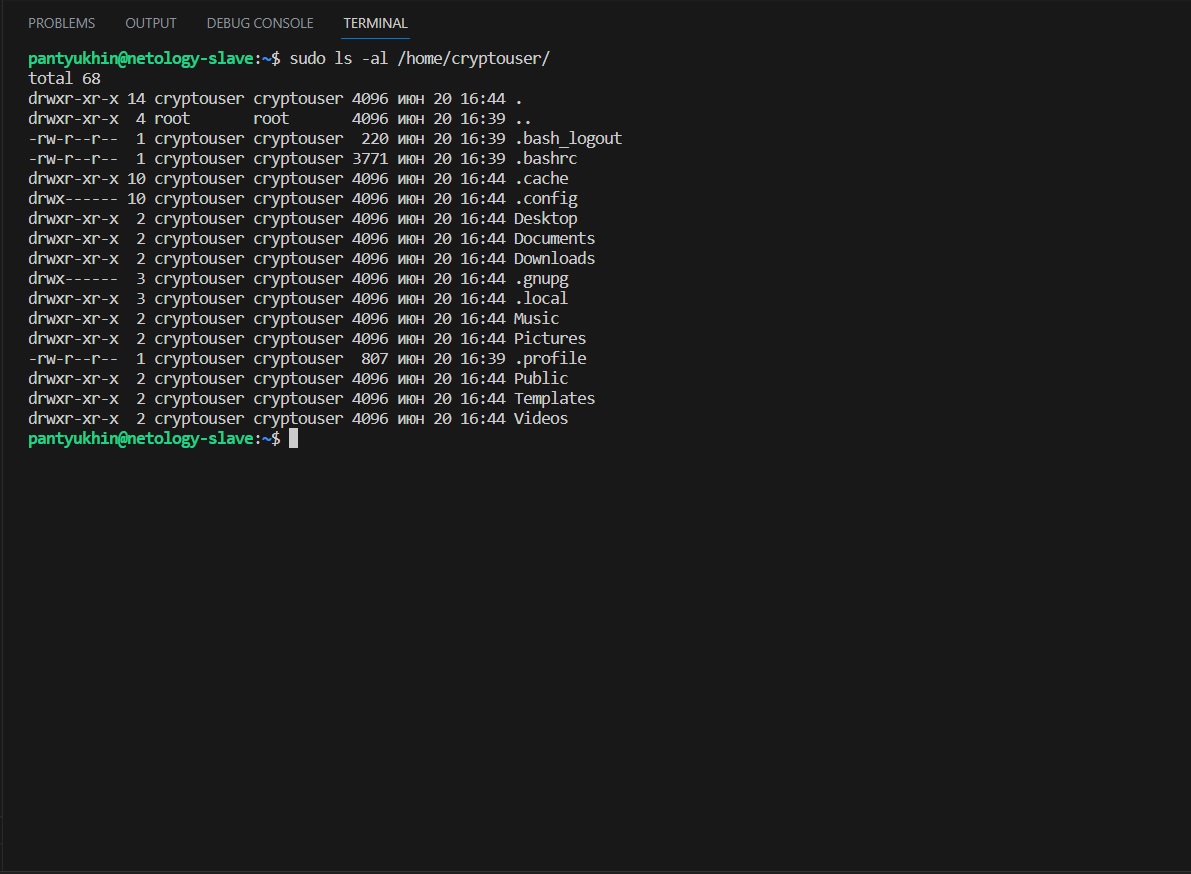 PROBLEMS OUTPUT DEBUG CONSOLE TERMINAL
pantyukhin@netology-slave:~$ sudo ls -al /home/cryptouser/
total 68
drwxr-xr-x 14 cryptouser cryptouser 4096 июн 20 16:44 .
drwxr-xr-x  4 root       root       4096 июн 20 16:39 ..
-rw-r--r--  1 cryptouser cryptouser  220 июн 20 16:39 .bash_logout
-rw-r--r--  1 cryptouser cryptouser 3771 июн 20 16:39 .bashrc
drwxr-xr-x 10 cryptouser cryptouser 4096 июн 20 16:44 .cache
drwx------ 10 cryptouser cryptouser 4096 июн 20 16:44 .config
drwxr-xr-x  2 cryptouser cryptouser 4096 июн 20 16:44 Desktop
drwxr-xr-x  2 cryptouser cryptouser 4096 июн 20 16:44 Documents
drwxr-xr-x  2 cryptouser cryptouser 4096 июн 20 16:44 Downloads
drwx------  3 cryptouser cryptouser 4096 июн 20 16:44 .gnupg
drwxr-xr-x  3 cryptouser cryptouser 4096 июн 20 16:44 .local
drwxr-xr-x  2 cryptouser cryptouser 4096 июн 20 16:44 Music
drwxr-xr-x  2 cryptouser cryptouser 4096 июн 20 16:44 Pictures
-rw-r--r--  1 cryptouser cryptouser  807 июн 20 16:39 .profile
drwxr-xr-x  2 cryptouser cryptouser 4096 июн 20 16:44 Public
drwxr-xr-x  2 cryptouser cryptouser 4096 июн 20 16:44 Templates
drwxr-xr-x  2 cryptouser cryptouser 4096 июн 20 16:44 Videos
pantyukhin@netology-slave:~$